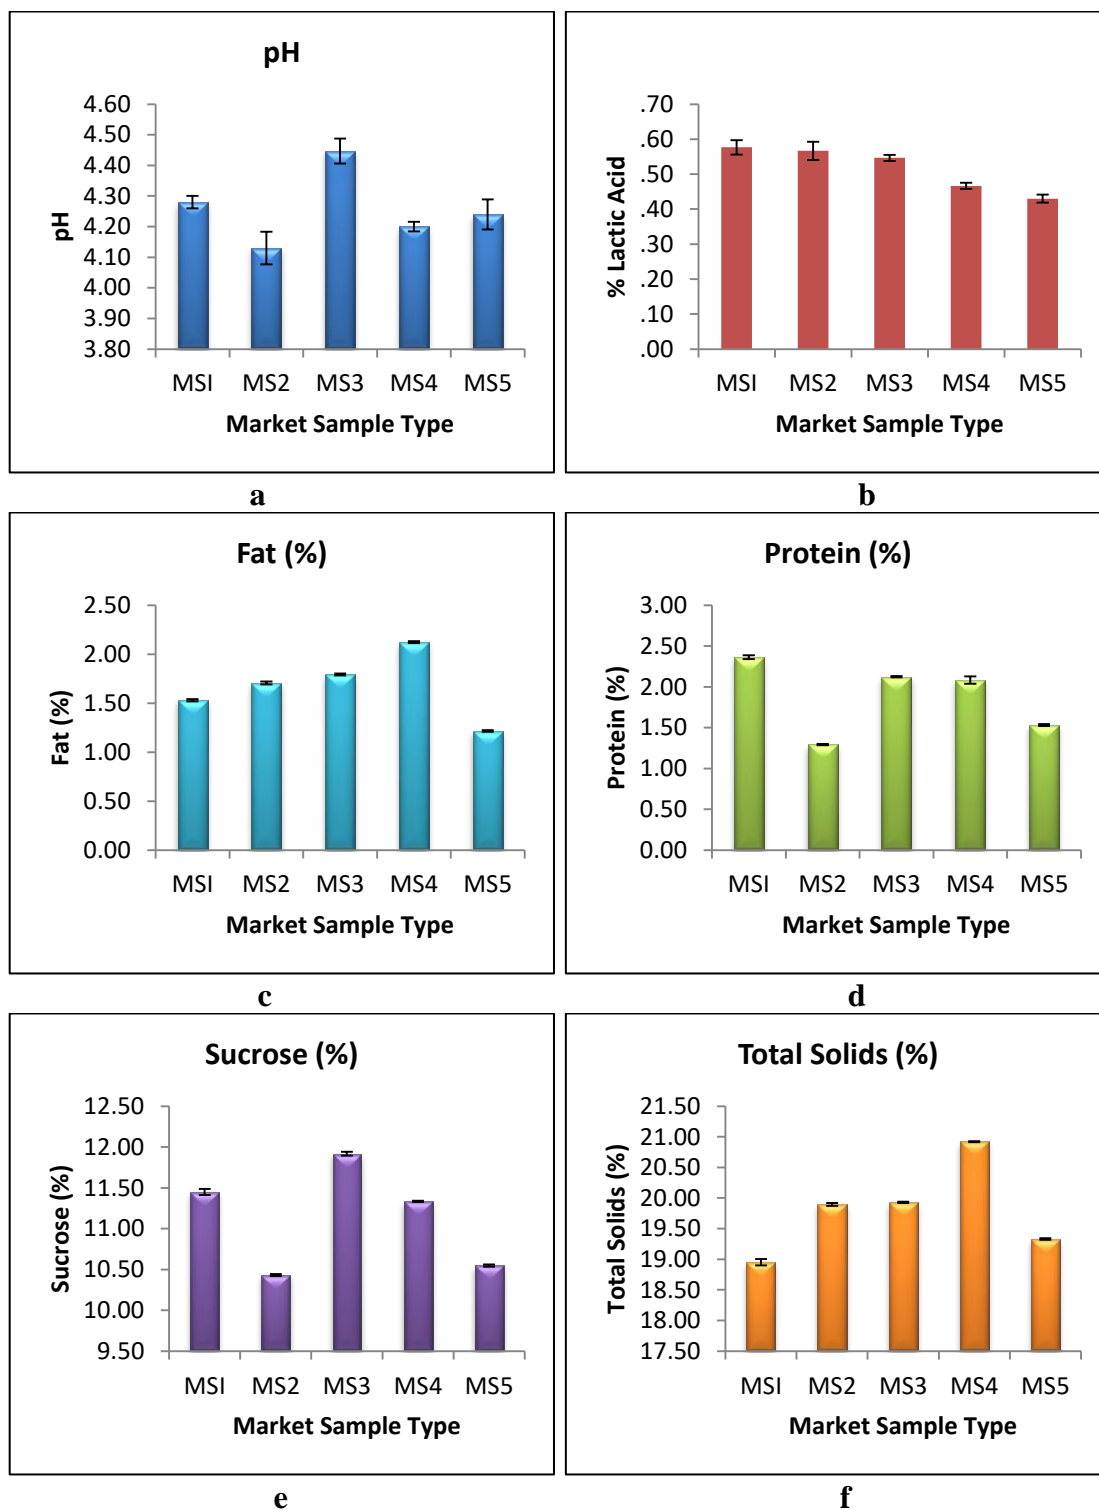 pH
4.60
4.50
4.40
4.30
4.20
4.10
4.00
3.90
3.80
pH
MSI MS2 MS3 MS4 MS5
Market Sample Type
a
.70
.60
.50
.40
.30
.20
.10
.00
% Lactic Acid
MSI MS2 MS3 MS4 MS5
Market Sample Type
b
Fat (%)
2.50
2.00
1.50
1.00
0.50
0.00
Fat (%)
MSI MS2 MS3 MS4 MS5
Market Sample Type
c
Protein (%)
3.00
2.50
2.00
1.50
1.00
0.50
0.00
Protein (%)
MSI MS2 MS3 MS4 MS5
Market Sample Type
d
Sucrose (%)
12.50
12.00
11.50
11.00
10.50
10.00
9.50
Sucrose (%)
MSI MS2 MS3 MS4 MS5
Market Sample Type
e
Total Solids (%)
21.50
21.00
20.50
20.00
19.50
19.00
18.50
18.00
17.50
Total Solids (%)
MSI MS2 MS3 MS4 MS5
Market Sample Type
f